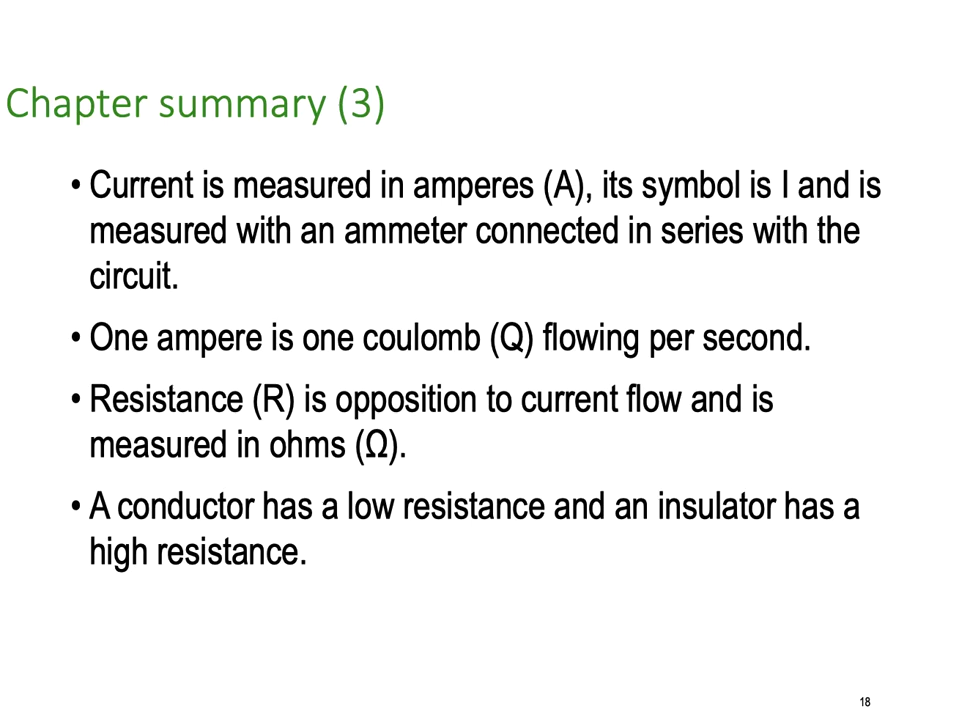 Chapter summary (3)
• Current is measured in amperes (A), its symbol is I and is
measured with an ammeter connected in series with the
circuit.
• One ampere is one coulomb (Q) flowing per second.
• Resistance (R) is opposition to current flow and is
measured in ohms (Ω).
• A conductor has a low resistance and an insulator has a
high resistance.
18